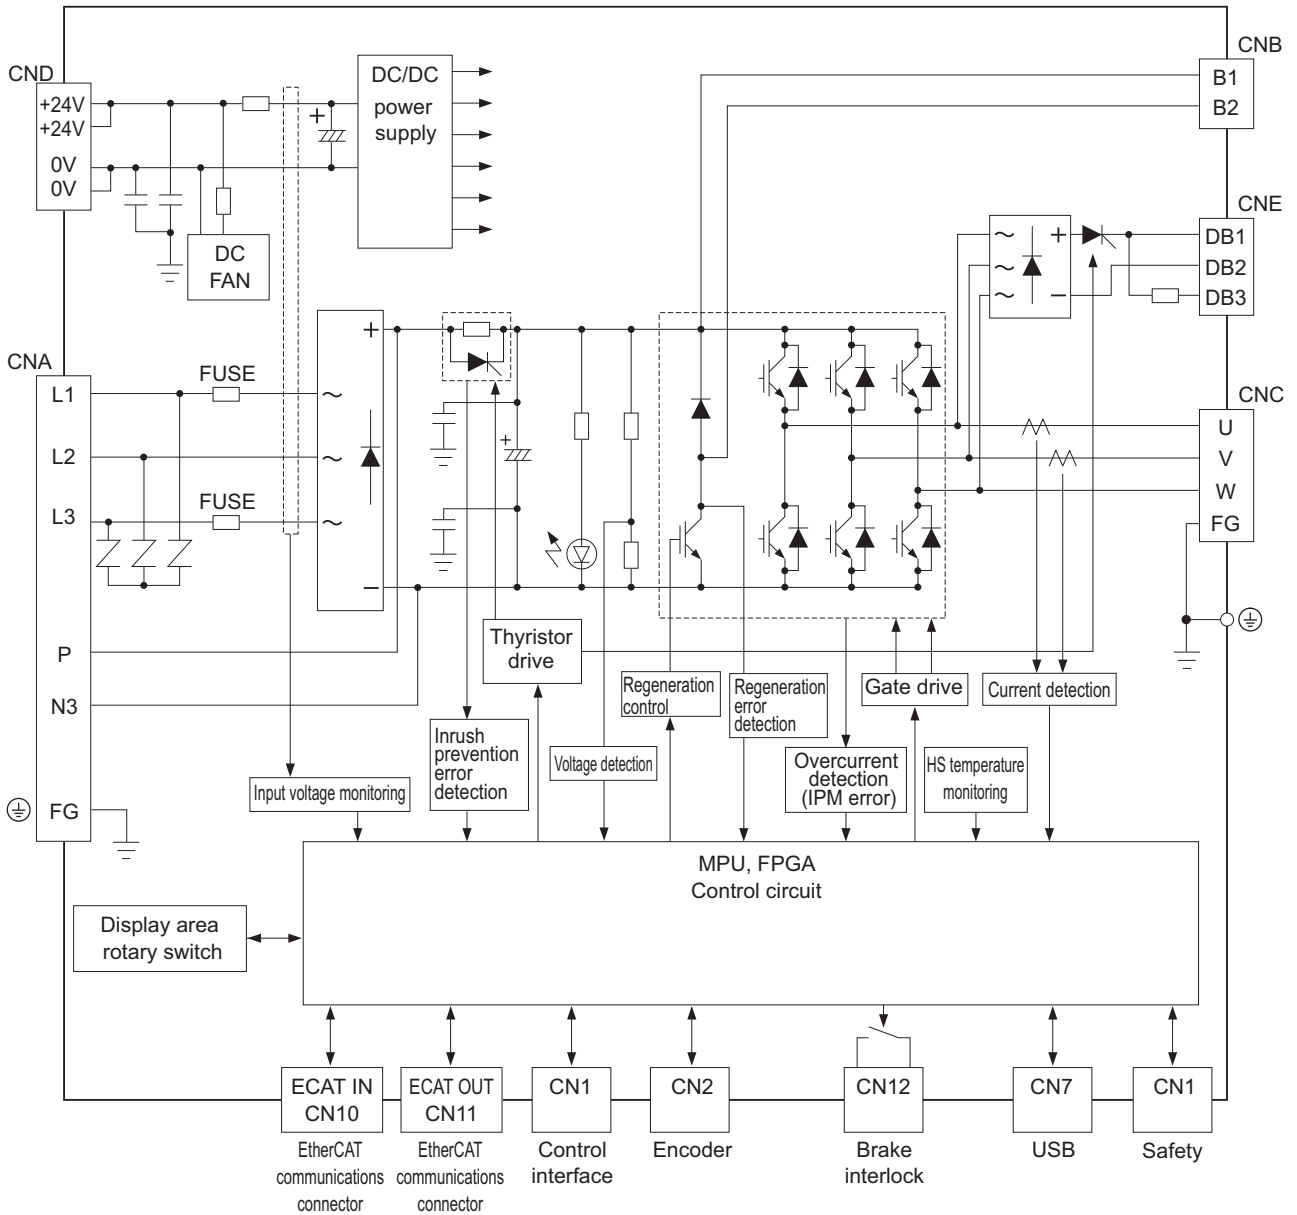 CND
+24V
+24V
0V
0V
DC/DC
power
supply
+
DC
FAN
CNB
B1
B2
CNE
DB1
DB2
DB3
~
~
~
+
−
CNA
L1
L2
L3
P
N3
FG
FUSE
FUSE
~
~
~
+
−
+
CNC
U
V
W
FG
Thyristor
drive
Regeneration
control
Regeneration
error
detection
Gate drive
Current detection
Inrush
prevention
error
detection
Voltage detection
Overcurrent
detection
(IPM error)
HS temperature
monitoring
Input voltage monitoring
MPU, FPGA
Control circuit
Display area
rotary switch
ECAT IN
CN10
ECAT OUT
CN11
CN1
CN2
CN12
CN7
CN1
EtherCAT
communications
connector
EtherCAT
communications
connector
Control
interface
Encoder
Brake
interlock
USB
Safety